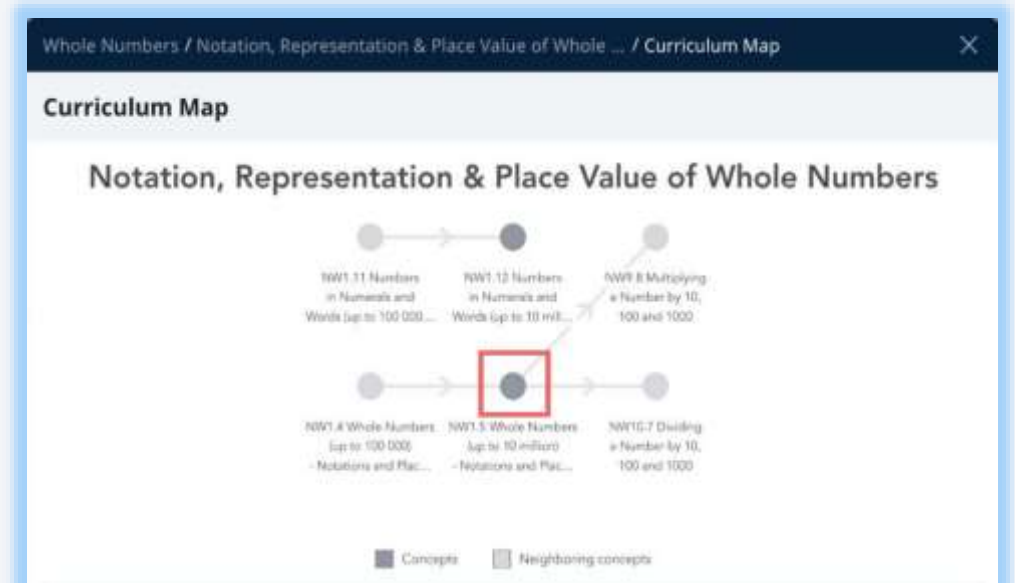 Whole Numbers / Notation, Representation & Place Value of Whole ... / Curriculum Map
Curriculum Map
Notation, Representation & Place Value of Whole Numbers
NW1.11 Numbers
in Numerals and
Words (up to 100 000 ...
NW1.12 Numbers
in Numerals and
Words (up to 10 mill...
NW9.8 Multiplying
a Number by 10,
100 and 1000
NW1.4 Whole Numbers
(up to 100 000)
- Notations and Plac...
NW1.5 Whole Numbers
(up to 10 million)
- Notations and Plac...
NW10.7 Dividing
a Number by 10,
100 and 1000
Concepts
Neighboring concepts